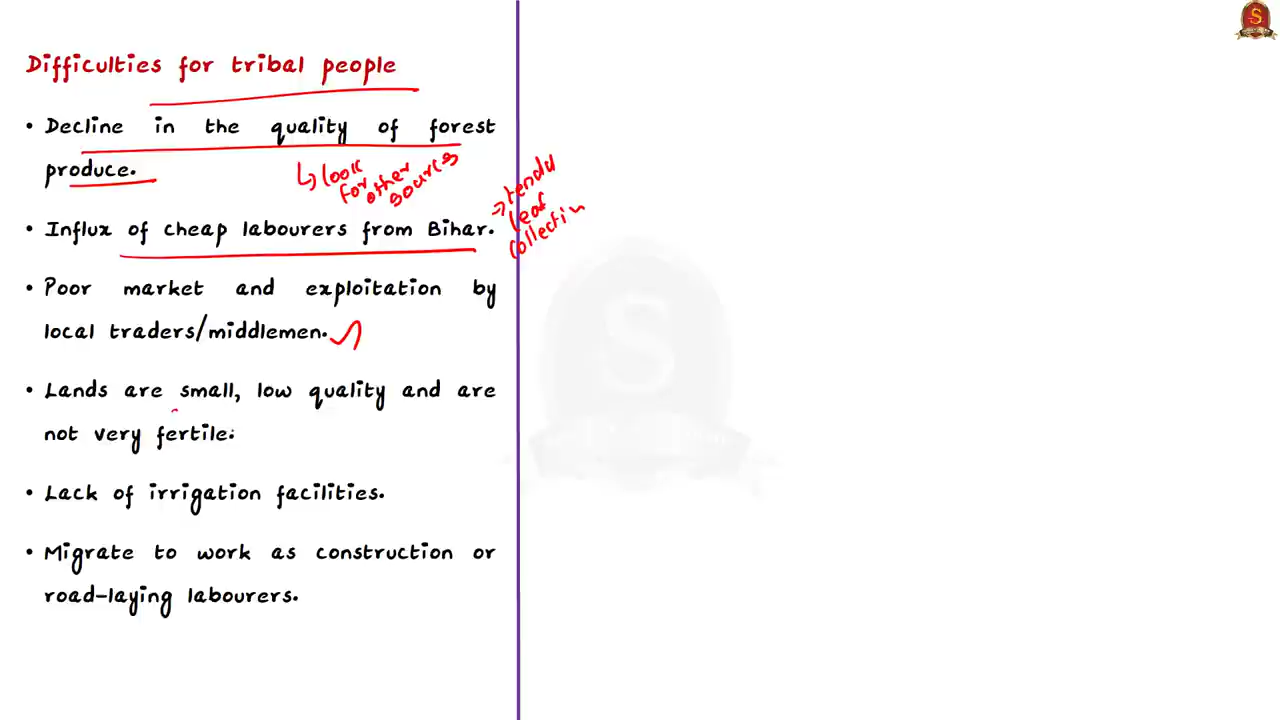 Difficulties for tribal people
• Decline in the quality of forest
produce.
↳ look
for other
sources
• Influx of cheap labourers from Bihar.
→ tendu
leaf
collection
• Poor market and exploitation by
local traders/middlemen.
• Lands are small, low quality and are
not very fertile.
• Lack of irrigation facilities.
• Migrate to work as construction or
road-laying labourers.
S
S